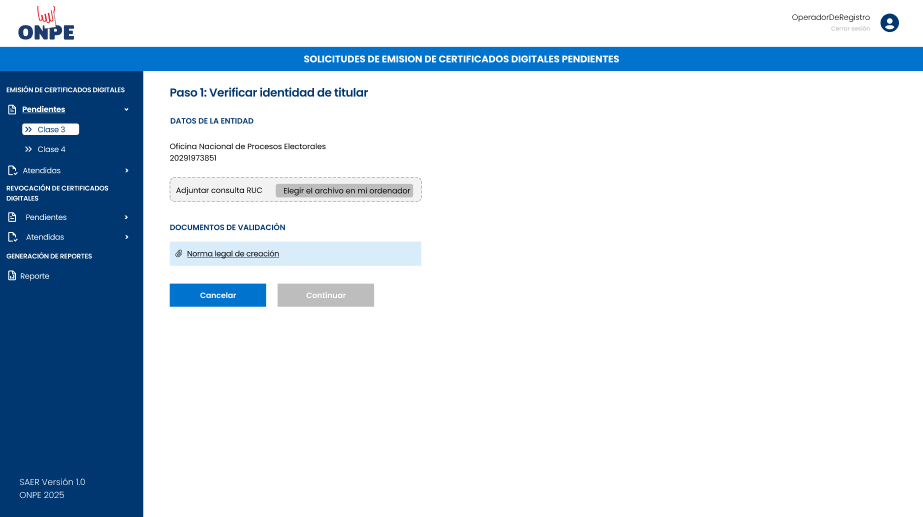 ONPE
OperadorDeRegistro
Cerrar sesión
SOLICITUDES DE EMISION DE CERTIFICADOS DIGITALES PENDIENTES
EMISIÓN DE CERTIFICADOS DIGITALES
Pendientes
Clase 3
Clase 4
Atendidas
REVOCACIÓN DE CERTIFICADOS
DIGITALES
Pendientes
Atendidas
GENERACIÓN DE REPORTES
Reporte
SAER Versión 1.0
ONPE 2025
Paso 1: Verificar identidad de titular
DATOS DE LA ENTIDAD
Oficina Nacional de Procesos Electorales
20291973851
Adjuntar consulta RUC Elegir el archivo en mi ordenador
DOCUMENTOS DE VALIDACIÓN
Norma legal de creación
Cancelar Continuar